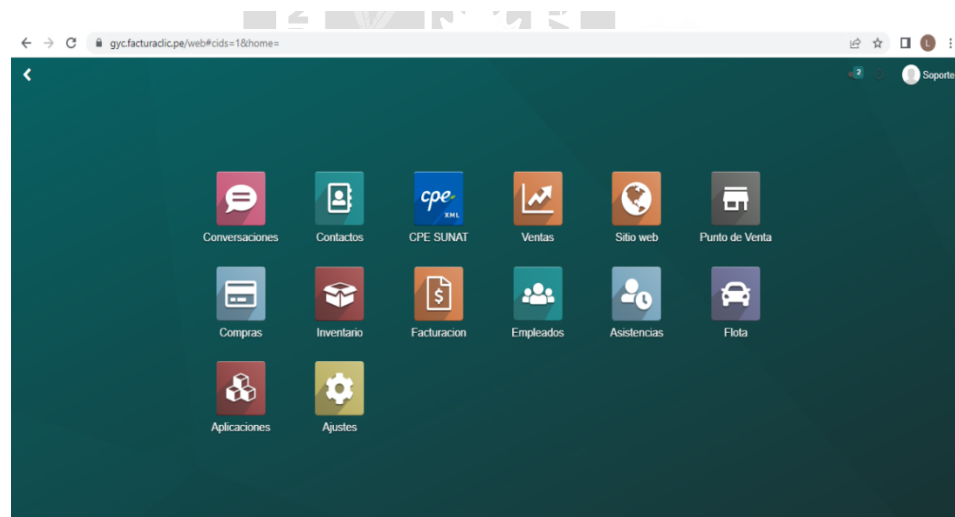 gyc.facturaclic.pe/web#cids=1&home=
L
2
Soporte
cpe
XML
Conversaciones
Contactos
CPE SUNAT
Ventas
Sitio web
Punto de Venta
$
Compras
Inventario
Facturacion
Empleados
Asistencias
Flota
Aplicaciones
Ajustes